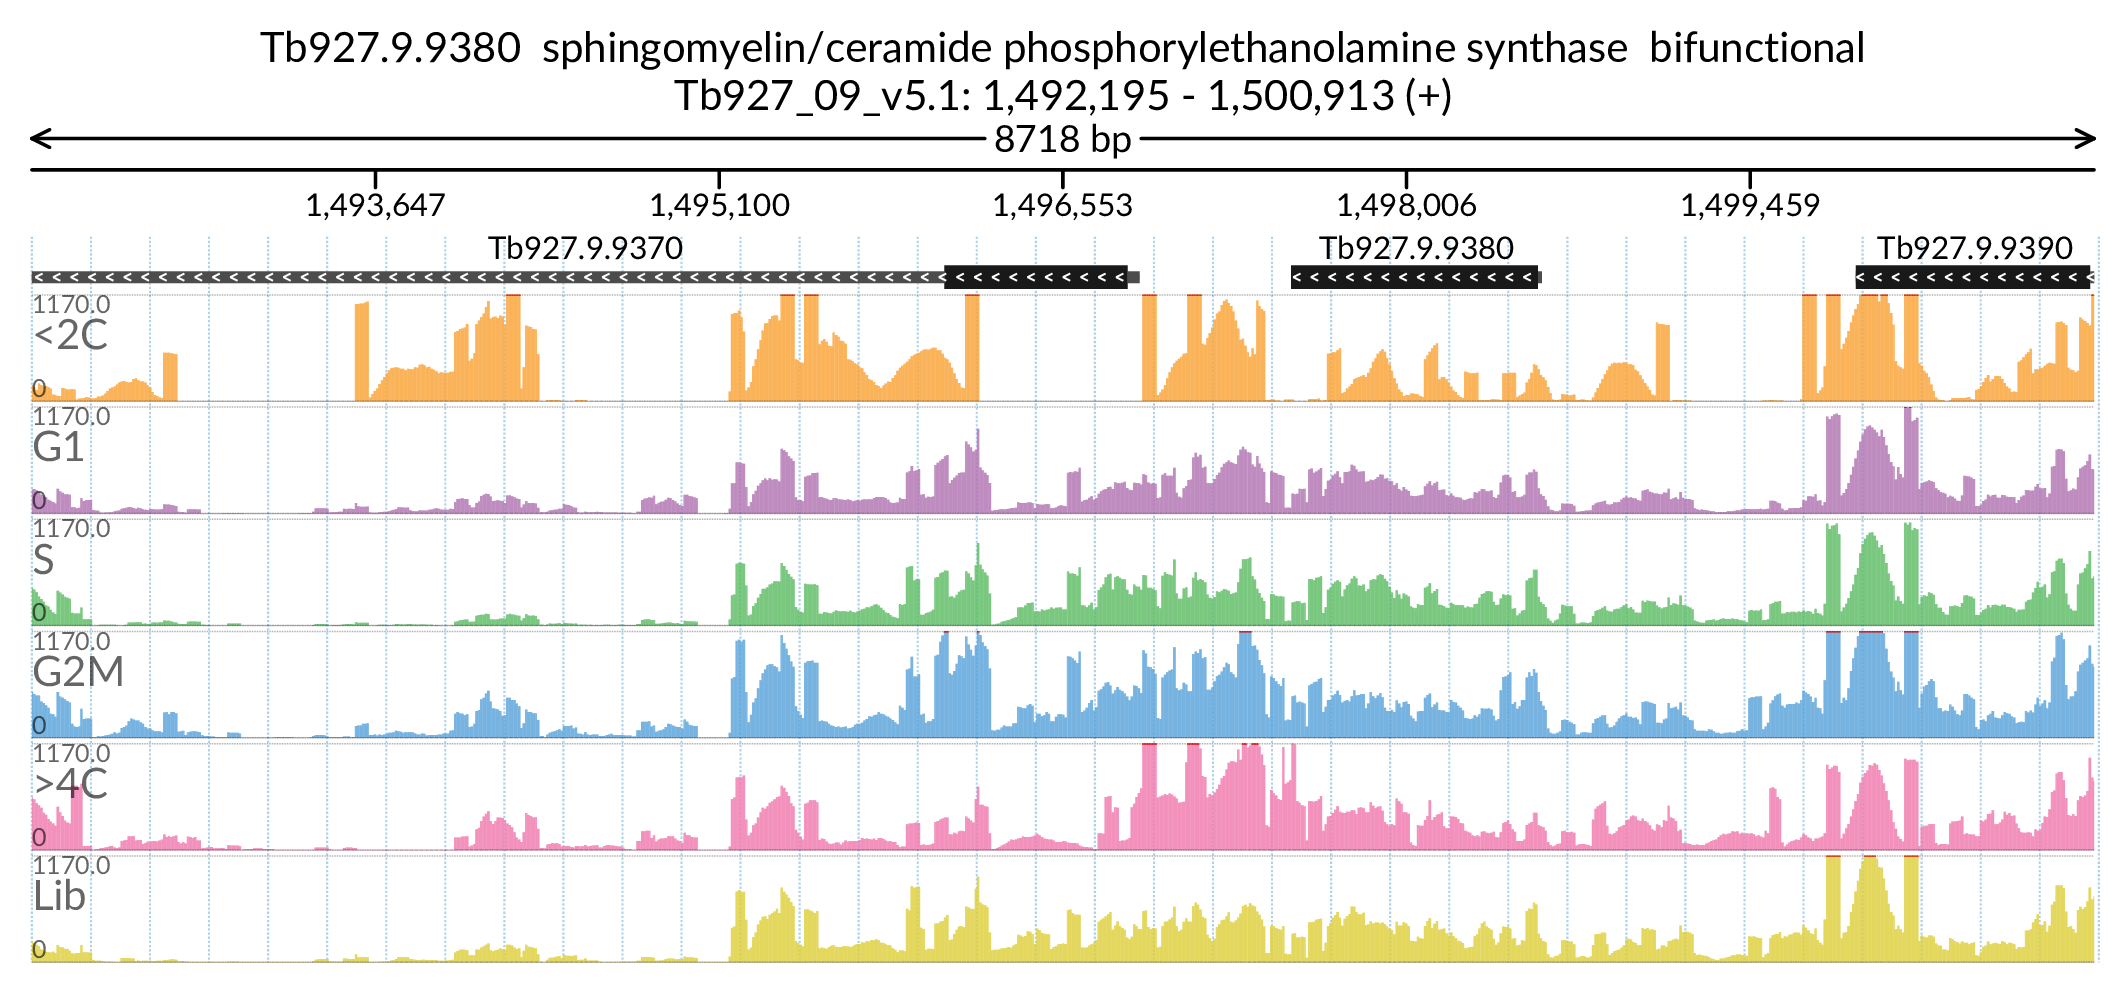 Tb927.9.9380  sphingomyelin/ceramide phosphorylethanolamine synthase  bifunctional
Tb927_09_v5.1: 1,492,195 - 1,500,913 (+)
8718 bp
1,493,647 1,495,100 1,496,553 1,498,006 1,499,459
Tb927.9.9370 Tb927.9.9380 Tb927.9.9390
1170.0
<2C
0
1170.0
G1
0
1170.0
S
0
1170.0
G2M
0
1170.0
>4C
0
1170.0
Lib
0